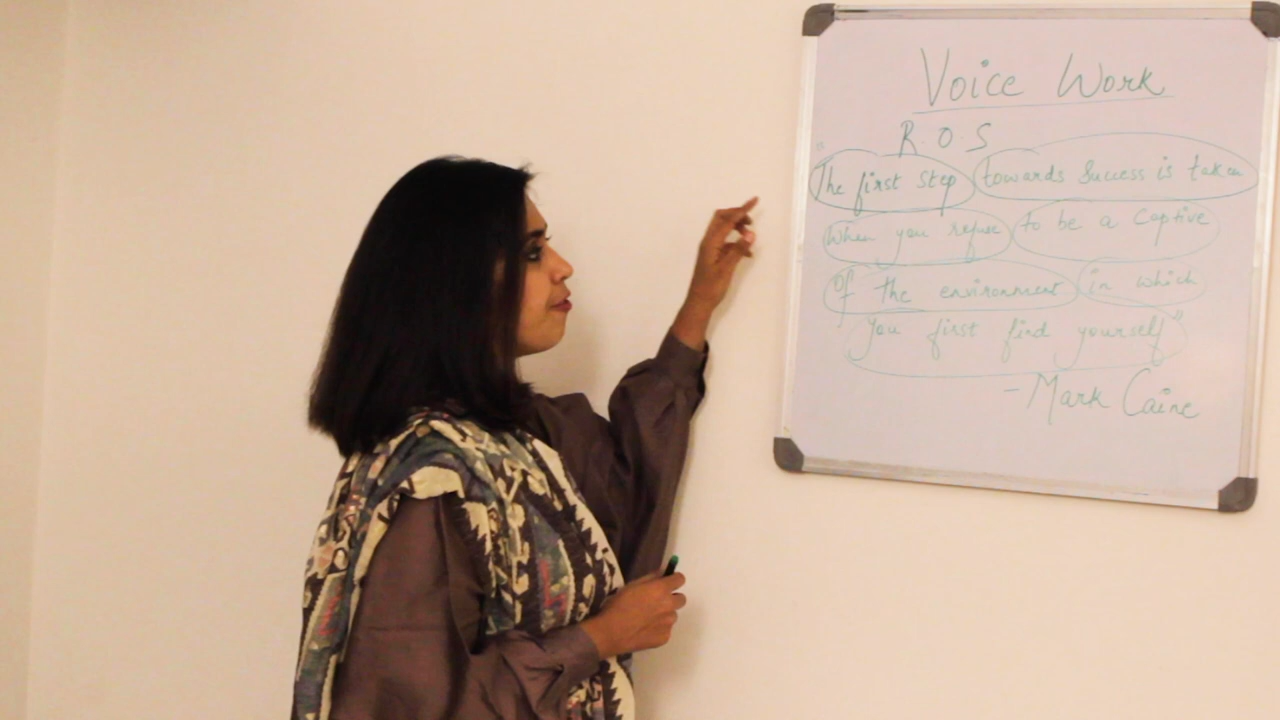 Voice Work
R O S
"The first step towards Success is taken
When you refuse to be a Captive
Of the environment in which
you first find yourself"
- Mark Caine